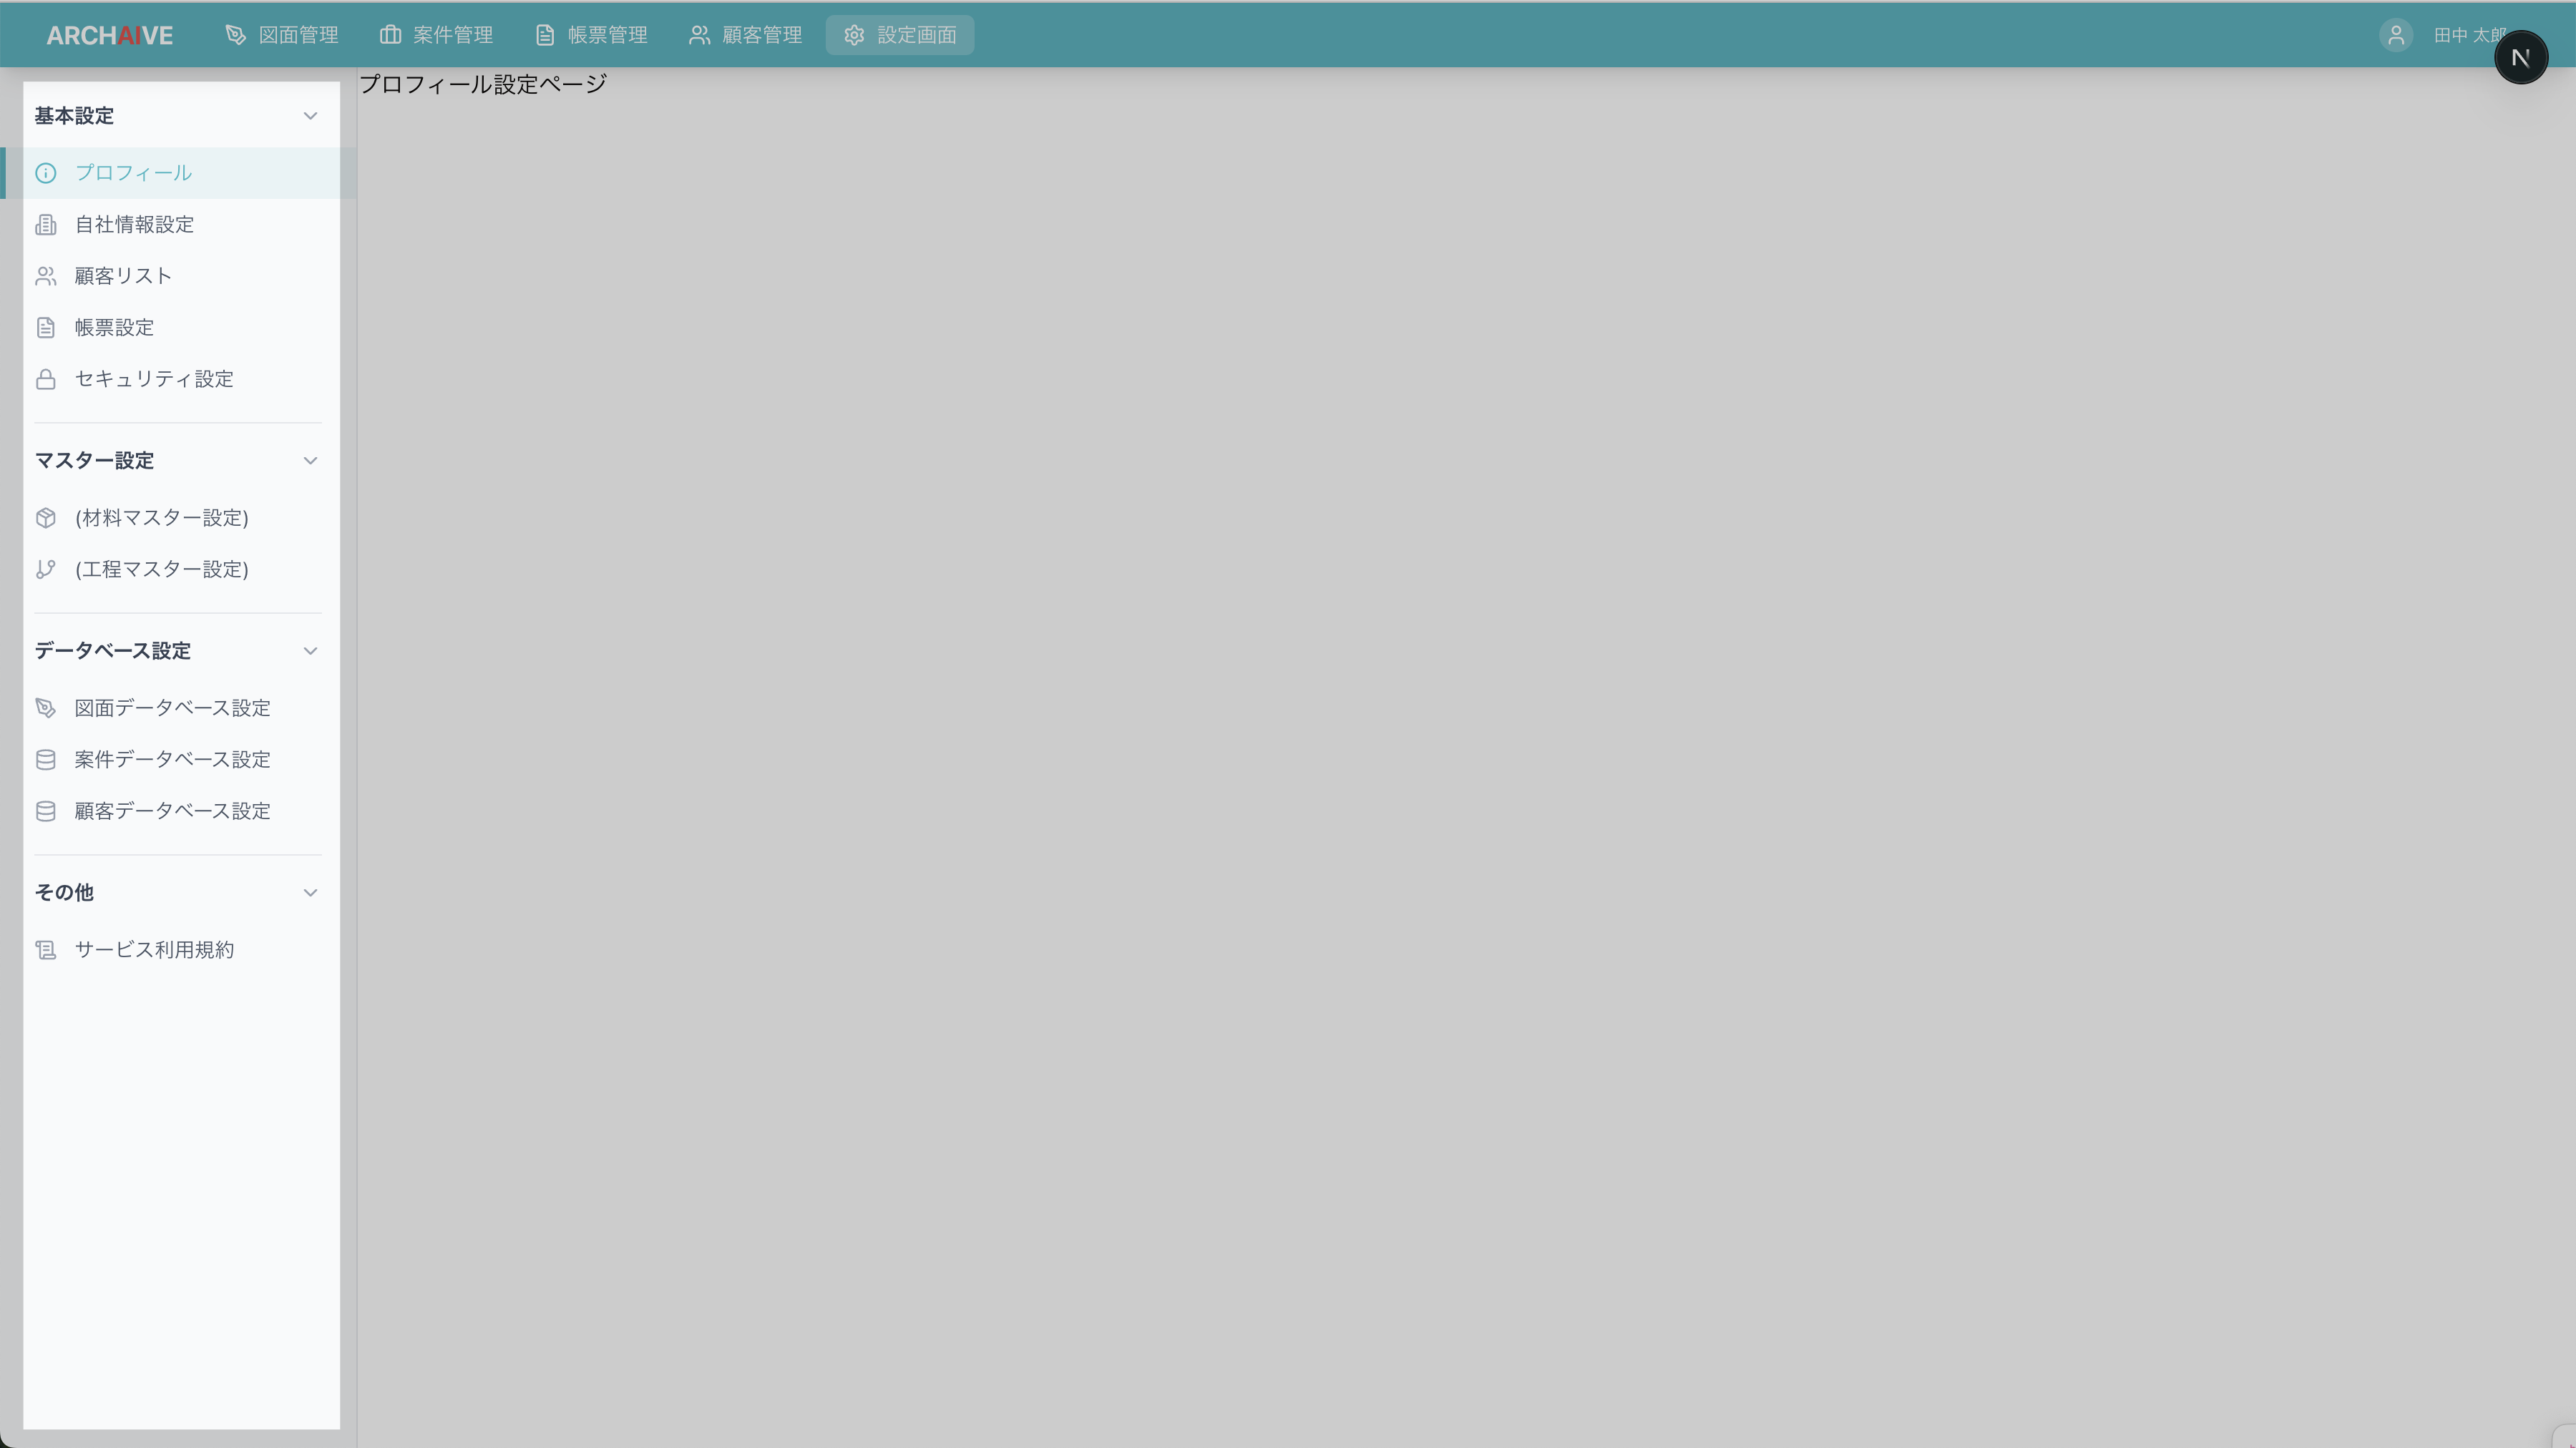 ARCHAIVE 図面管理 案件管理 帳票管理 顧客管理 設定画面 田中 太郎
N
プロフィール設定ページ
基本設定
プロフィール
自社情報設定
顧客リスト
帳票設定
セキュリティ設定
マスター設定
(材料マスター設定)
(工程マスター設定)
データベース設定
図面データベース設定
案件データベース設定
顧客データベース設定
その他
サービス利用規約